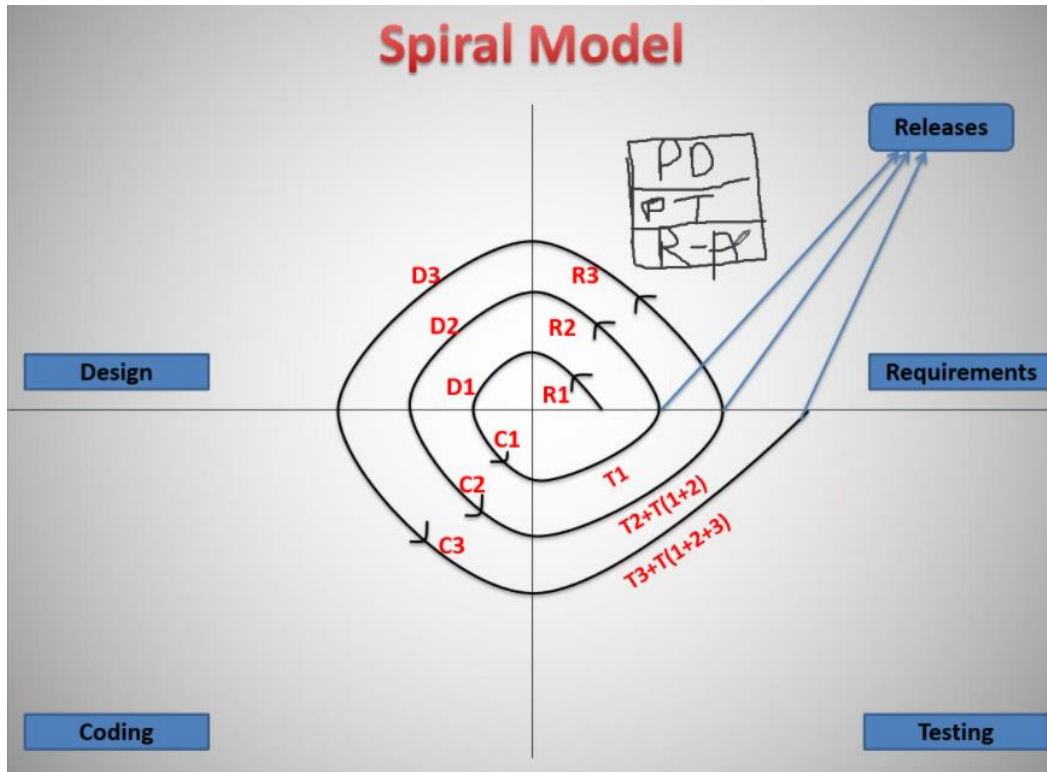 Spiral Model
Releases
PD
PT
D3
R3
D2
R2
Design
Requirements
D1
R1
C1
C2
T1
T2+T(1+2)
C3
T3+T(1+2+3)
Coding
Testing